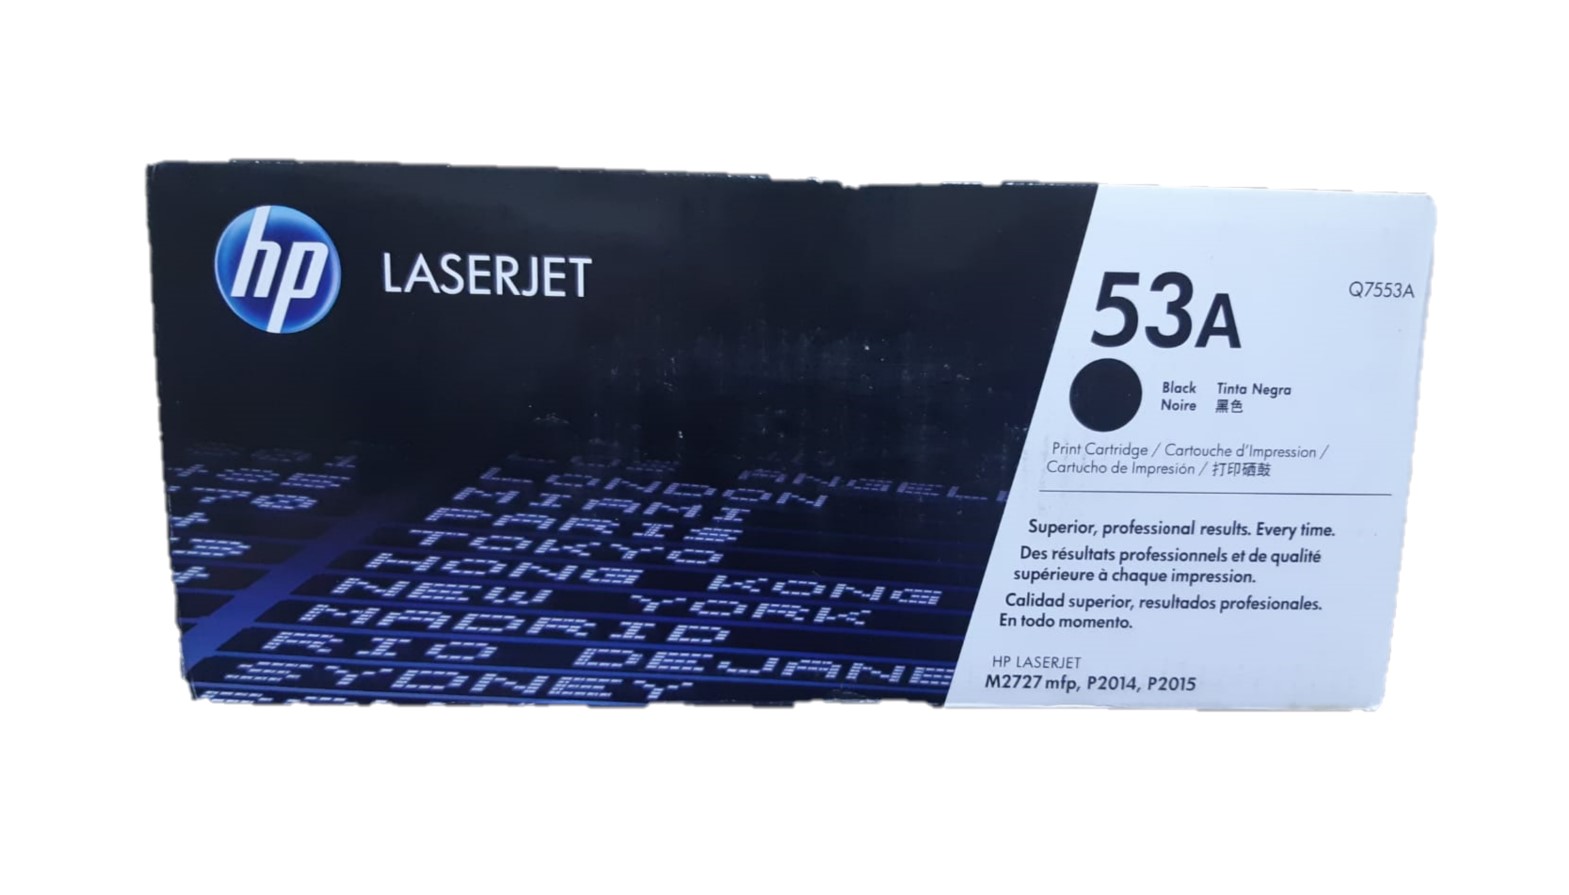 hp LASERJET
53A
Q7553A
Black Tinta Negra
Noire 黑色
Print Cartridge / Cartouche d'Impression /
Cartucho de Impresión / 打印硒鼓
Superior, professional results. Every time.
Des résultats professionnels et de qualité
supérieure à chaque impression.
Calidad superior, resultados profesionales.
En todo momento.
HP LASERJET
M2727 mfp, P2014, P2015
LONDON
MIAMI
PARIS
TOKYO
HONG KONG
NEW YORK
MADRID
RIO DEJANE
SYDNEY